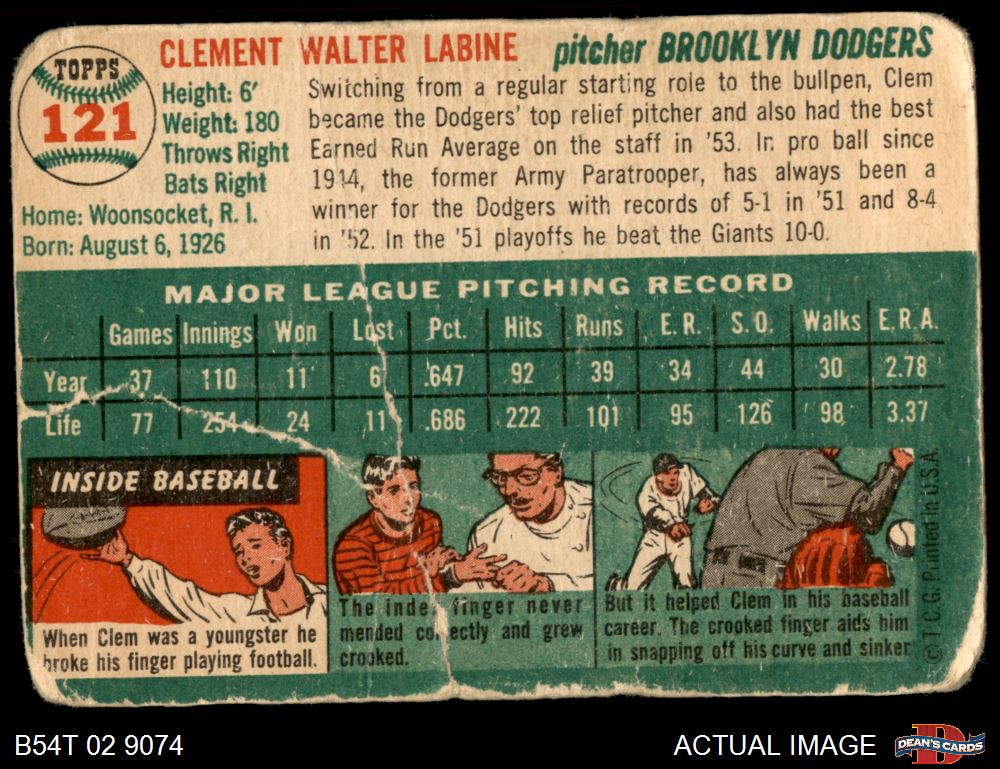 TOPPS
121
CLEMENT WALTER LABINE
pitcher BROOKLYN DODGERS
Height: 6'
Weight: 180
Throws Right
Bats Right
Home: Woonsocket, R. I.
Born: August 6, 1926
Switching from a regular starting role to the bullpen, Clem
became the Dodgers' top relief pitcher and also had the best
Earned Run Average on the staff in '53. In pro ball since
1944, the former Army Paratrooper, has always been a
winner for the Dodgers with records of 5-1 in '51 and 8-4
in '52. In the '51 playoffs he beat the Giants 10-0.
MAJOR LEAGUE PITCHING RECORD
Games Innings Won Lost Pct. Hits Runs E.R. S.O. Walks E.R.A.
Year 37 110 11 6 .647 92 39 34 44 30 2.78
Life 77 254 24 11 .686 222 101 95 126 98 3.37
INSIDE BASEBALL
When Clem was a youngster he
broke his finger playing football.
The index finger never
mended correctly and grew
crooked.
But it helped Clem in his baseball
career. The crooked finger aids him
in snapping off his curve and sinker.
© T.C.G. Printed in U.S.A.
B54T 02 9074
ACTUAL IMAGE
D
DEAN'S CARDS